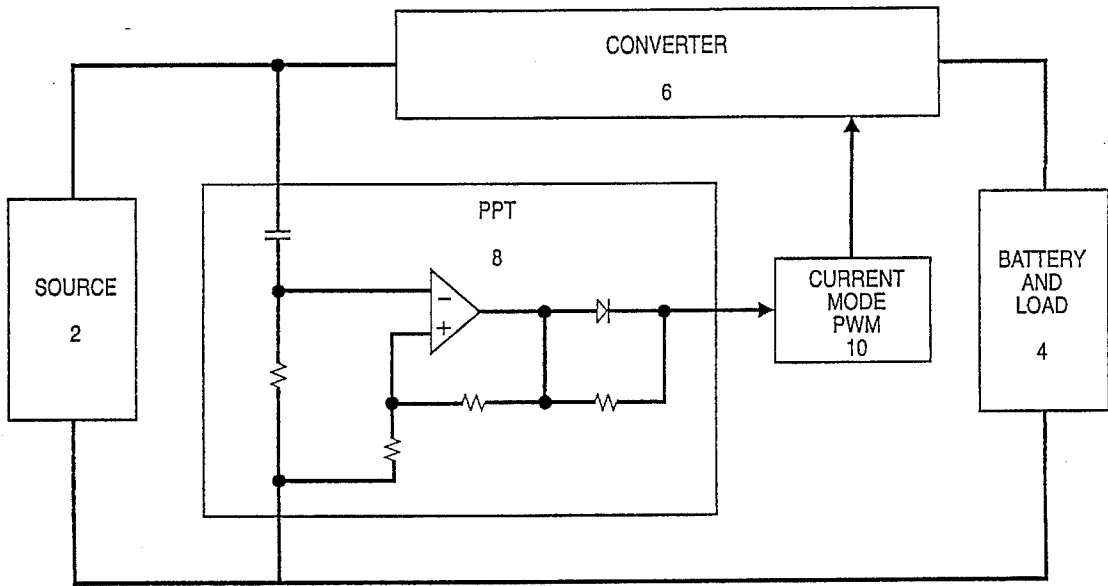 CONVERTER
6
PPT
8
SOURCE
2
−
+
CURRENT
MODE
PWM
10
BATTERY
AND
LOAD
4